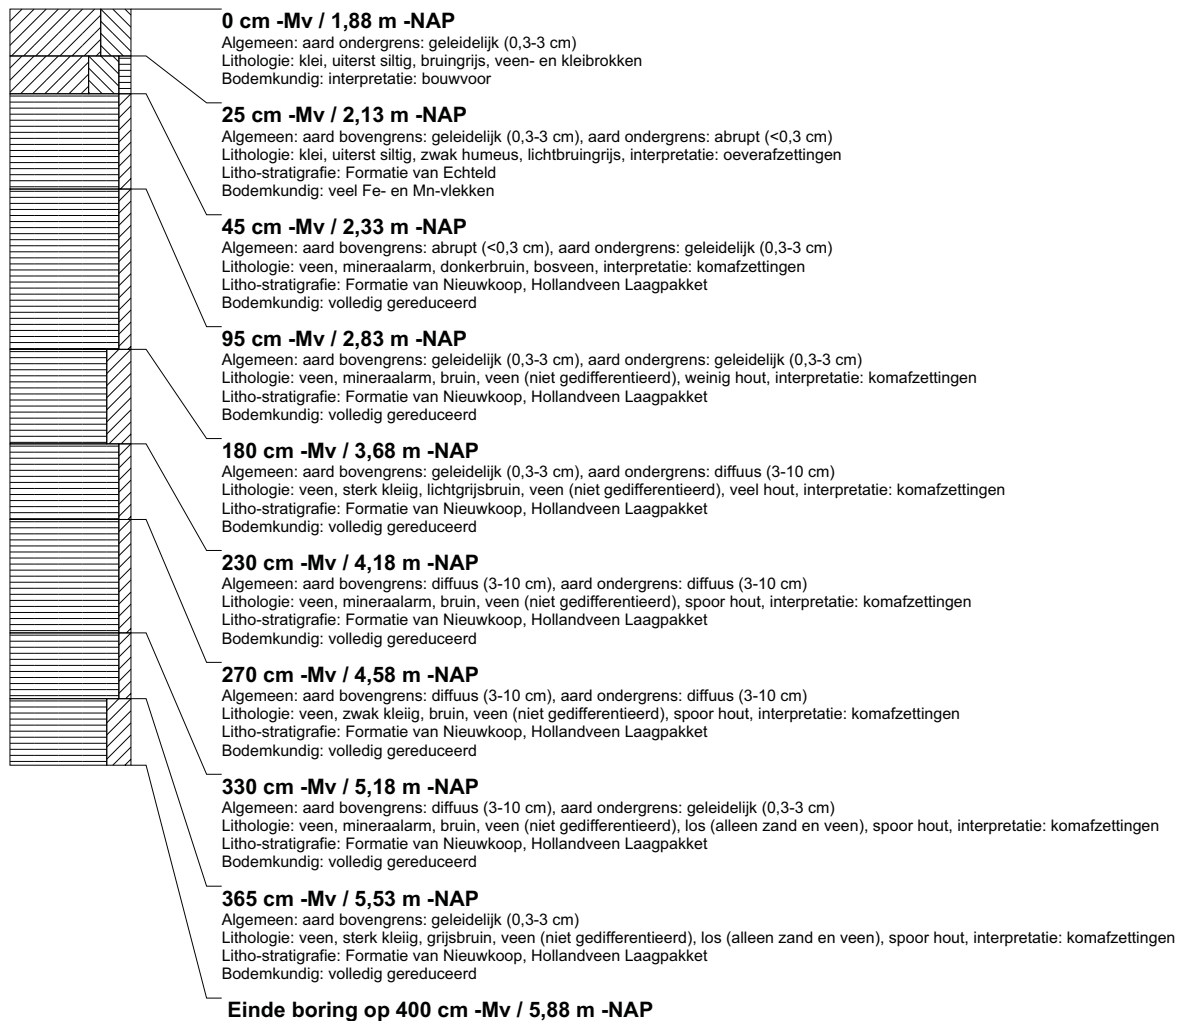 0 cm -Mv / 1,88 m -NAP
Algemeen: aard ondergrens: geleidelijk (0,3-3 cm)
Lithologie: klei, uiterst siltig, bruingrijs, veen- en kleibrokken
Bodemkundig: interpretatie: bouwvoor
25 cm -Mv / 2,13 m -NAP
Algemeen: aard bovengrens: geleidelijk (0,3-3 cm), aard ondergrens: abrupt (<0,3 cm)
Lithologie: klei, uiterst siltig, zwak humeus, lichtbruingrijs, interpretatie: oeverafzettingen
Litho-stratigrafie: Formatie van Echteld
Bodemkundig: veel Fe- en Mn-vlekken
45 cm -Mv / 2,33 m -NAP
Algemeen: aard bovengrens: abrupt (<0,3 cm), aard ondergrens: geleidelijk (0,3-3 cm)
Lithologie: veen, mineraalarm, donkerbruin, bosveen, interpretatie: komafzettingen
Litho-stratigrafie: Formatie van Nieuwkoop, Hollandveen Laagpakket
Bodemkundig: volledig gereduceerd
95 cm -Mv / 2,83 m -NAP
Algemeen: aard bovengrens: geleidelijk (0,3-3 cm), aard ondergrens: geleidelijk (0,3-3 cm)
Lithologie: veen, mineraalarm, bruin, veen (niet gedifferentieerd), weinig hout, interpretatie: komafzettingen
Litho-stratigrafie: Formatie van Nieuwkoop, Hollandveen Laagpakket
Bodemkundig: volledig gereduceerd
180 cm -Mv / 3,68 m -NAP
Algemeen: aard bovengrens: geleidelijk (0,3-3 cm), aard ondergrens: diffuus (3-10 cm)
Lithologie: veen, sterk kleiig, lichtgrijsbruin, veen (niet gedifferentieerd), veel hout, interpretatie: komafzettingen
Litho-stratigrafie: Formatie van Nieuwkoop, Hollandveen Laagpakket
Bodemkundig: volledig gereduceerd
230 cm -Mv / 4,18 m -NAP
Algemeen: aard bovengrens: diffuus (3-10 cm), aard ondergrens: diffuus (3-10 cm)
Lithologie: veen, mineraalarm, bruin, veen (niet gedifferentieerd), spoor hout, interpretatie: komafzettingen
Litho-stratigrafie: Formatie van Nieuwkoop, Hollandveen Laagpakket
Bodemkundig: volledig gereduceerd
270 cm -Mv / 4,58 m -NAP
Algemeen: aard bovengrens: diffuus (3-10 cm), aard ondergrens: diffuus (3-10 cm)
Lithologie: veen, zwak kleiig, bruin, veen (niet gedifferentieerd), spoor hout, interpretatie: komafzettingen
Litho-stratigrafie: Formatie van Nieuwkoop, Hollandveen Laagpakket
Bodemkundig: volledig gereduceerd
330 cm -Mv / 5,18 m -NAP
Algemeen: aard bovengrens: diffuus (3-10 cm), aard ondergrens: geleidelijk (0,3-3 cm)
Lithologie: veen, mineraalarm, bruin, veen (niet gedifferentieerd), los (alleen zand en veen), spoor hout, interpretatie: komafzettingen
Litho-stratigrafie: Formatie van Nieuwkoop, Hollandveen Laagpakket
Bodemkundig: volledig gereduceerd
365 cm -Mv / 5,53 m -NAP
Algemeen: aard bovengrens: geleidelijk (0,3-3 cm)
Lithologie: veen, sterk kleiig, grijsbruin, veen (niet gedifferentieerd), los (alleen zand en veen), spoor hout, interpretatie: komafzettingen
Litho-stratigrafie: Formatie van Nieuwkoop, Hollandveen Laagpakket
Bodemkundig: volledig gereduceerd
Einde boring op 400 cm -Mv / 5,88 m -NAP